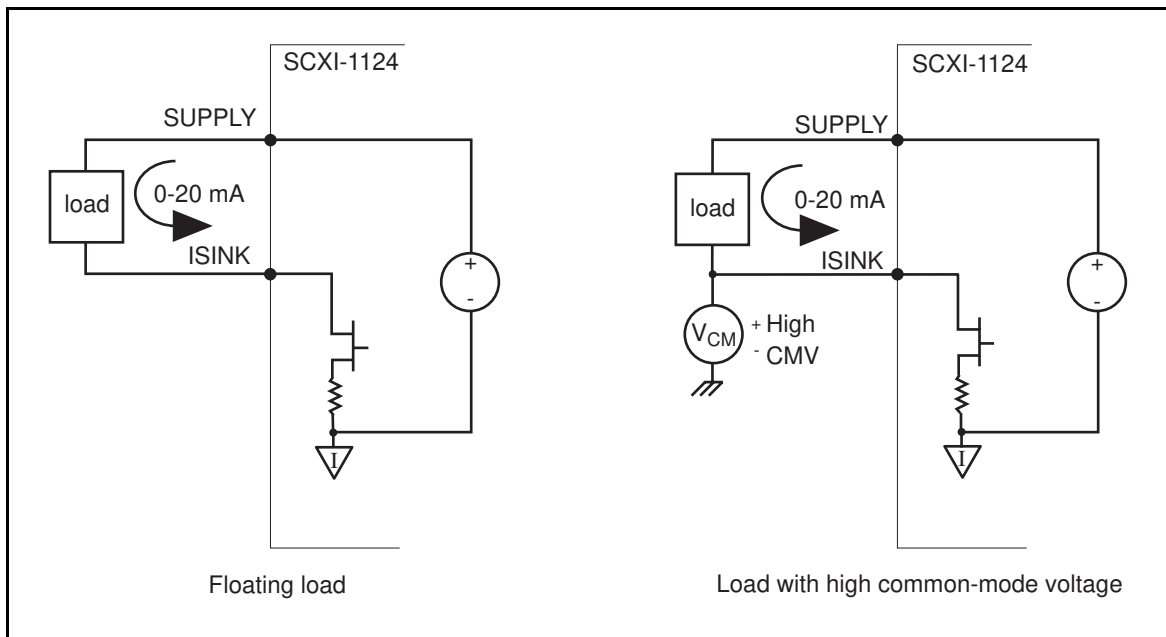 SCXI-1124
SUPPLY
load
0-20 mA
ISINK
+
-
I
Floating load
SCXI-1124
SUPPLY
load
0-20 mA
ISINK
VCM
+ High
- CMV
+
-
I
Load with high common-mode voltage